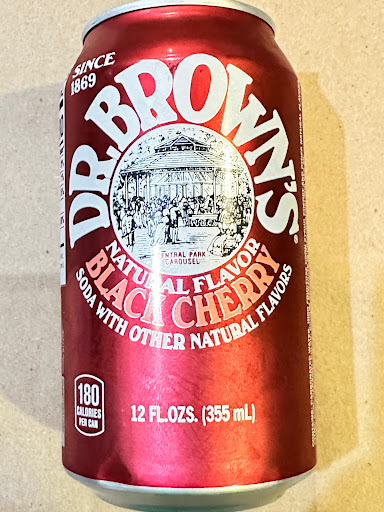 SINCE
1869
DR. BROWN'S®
CENTRAL PARK
CAROUSEL
NATURAL FLAVOR
BLACK CHERRY
SODA WITH OTHER NATURAL FLAVORS
180
CALORIES
PER CAN
12 FL.OZS. (355 mL)